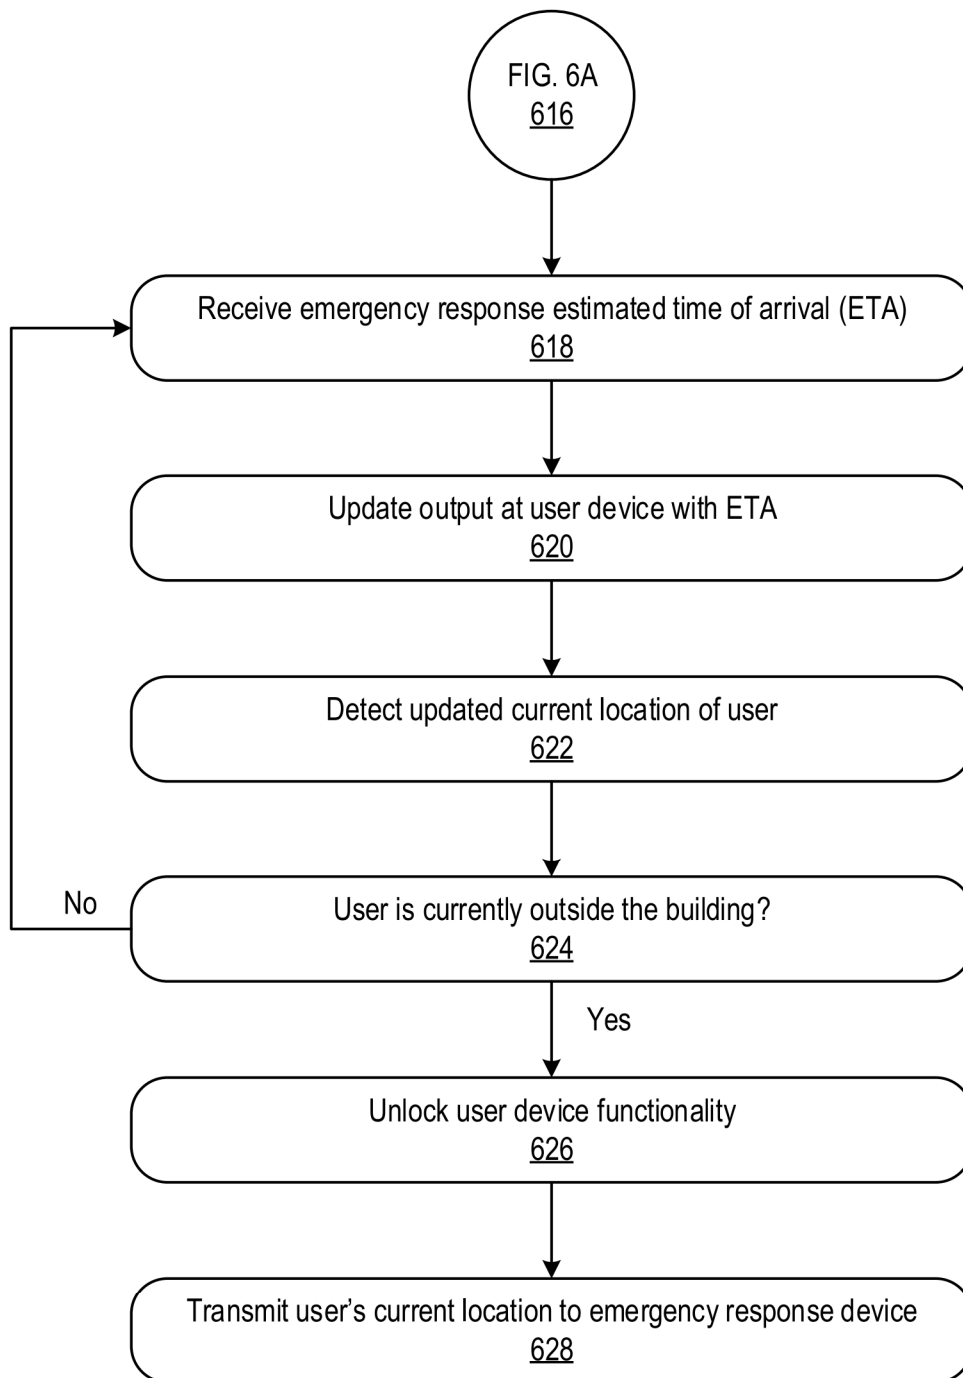 FIG. 6A
616
Receive emergency response estimated time of arrival (ETA)
618
Update output at user device with ETA
620
Detect updated current location of user
622
No
User is currently outside the building?
624
Yes
Unlock user device functionality
626
Transmit user’s current location to emergency response device
628